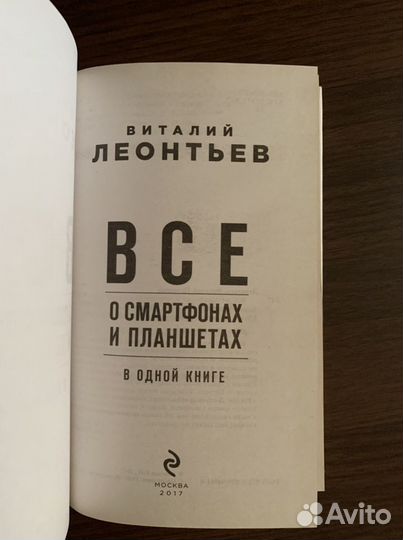 ВИТАЛИЙ
ЛЕОНТЬЕВ
ВСЕ
О СМАРТФОНАХ
И ПЛАНШЕТАХ
В ОДНОЙ КНИГЕ
МОСКВА
2017
Avito